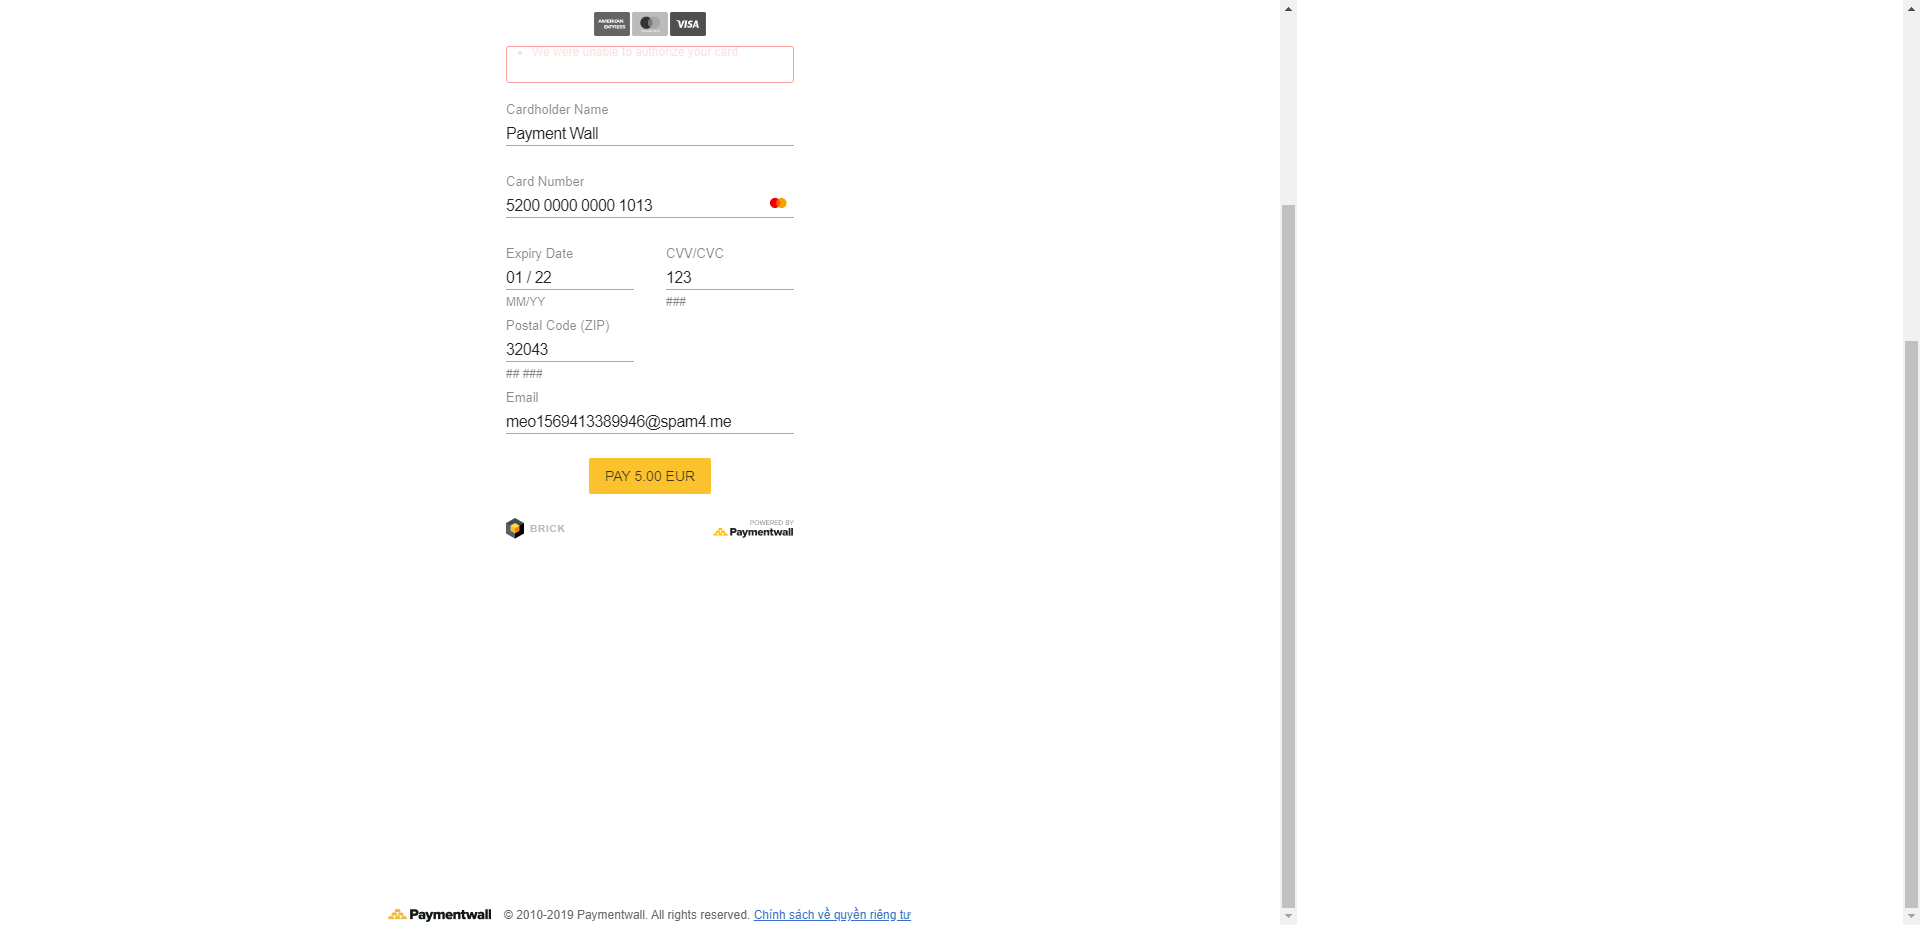 AMERICAN EXPRESS VISA
We were unable to authorize your card.
Cardholder Name
Payment Wall
Card Number
5200 0000 0000 1013
Expiry Date CVV/CVC
01 / 22 123
MM/YY ###
Postal Code (ZIP)
32043
## ###
Email
meo1569413389946@spam4.me
PAY 5.00 EUR
BRICK POWERED BY Paymentwall
Paymentwall © 2010-2019 Paymentwall. All rights reserved. Chính sách về quyền riêng tư